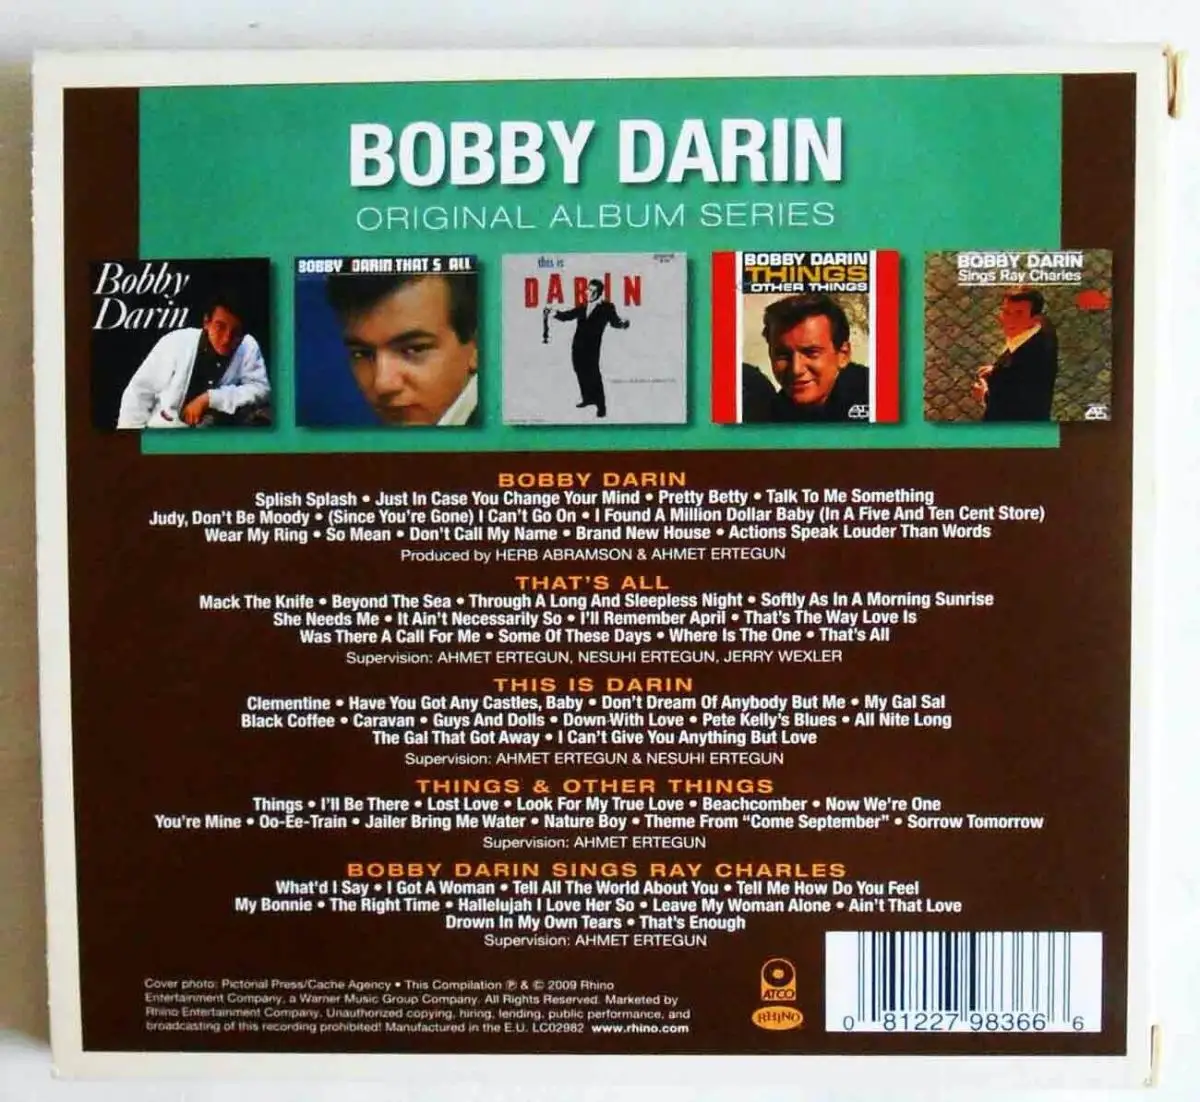 BOBBY DARIN
ORIGINAL ALBUM SERIES
Bobby
Darin
BOBBY DARIN THAT'S ALL
this is
DARIN
BOBBY DARIN
THINGS
OTHER THINGS
BOBBY DARIN
Sings Ray Charles
BOBBY DARIN
Splish Splash • Just In Case You Change Your Mind • Pretty Betty • Talk To Me Something
Judy, Don't Be Moody • (Since You're Gone) I Can't Go On • I Found A Million Dollar Baby (In A Five And Ten Cent Store)
Wear My Ring • So Mean • Don't Call My Name • Brand New House • Actions Speak Louder Than Words
Produced by HERB ABRAMSON & AHMET ERTEGUN
THAT'S ALL
Mack The Knife • Beyond The Sea • Through A Long And Sleepless Night • Softly As In A Morning Sunrise
She Needs Me • It Ain't Necessarily So • I'll Remember April • That's The Way Love Is
Was There A Call For Me • Some Of These Days • Where Is The One • That's All
Supervision: AHMET ERTEGUN, NESUHI ERTEGUN, JERRY WEXLER
THIS IS DARIN
Clementine • Have You Got Any Castles, Baby • Don't Dream Of Anybody But Me • My Gal Sal
Black Coffee • Caravan • Guys And Dolls • Down With Love • Pete Kelly's Blues • All Nite Long
The Gal That Got Away • I Can't Give You Anything But Love
Supervision: AHMET ERTEGUN & NESUHI ERTEGUN
THINGS & OTHER THINGS
Things • I'll Be There • Lost Love • Look For My True Love • Beachcomber • Now We're One
You're Mine • Oo-Ee-Train • Jailer Bring Me Water • Nature Boy • Theme From "Come September" • Sorrow Tomorrow
Supervision: AHMET ERTEGUN
BOBBY DARIN SINGS RAY CHARLES
What'd I Say • I Got A Woman • Tell All The World About You • Tell Me How Do You Feel
My Bonnie • The Right Time • Hallelujah I Love Her So • Leave My Woman Alone • Ain't That Love
Drown In My Own Tears • That's Enough
Supervision: AHMET ERTEGUN
Cover photo: Pictorial Press/Cache Agency • This Compilation ℗ & © 2009 Rhino
Entertainment Company, a Warner Music Group Company. All Rights Reserved. Marketed by
Rhino Entertainment Company. Unauthorized copying, hiring, lending, public performance, and
broadcasting of this recording prohibited! Manufactured in the E.U. LC02982 www.rhino.com
ATCO
RHINO
0 81227 98366 6